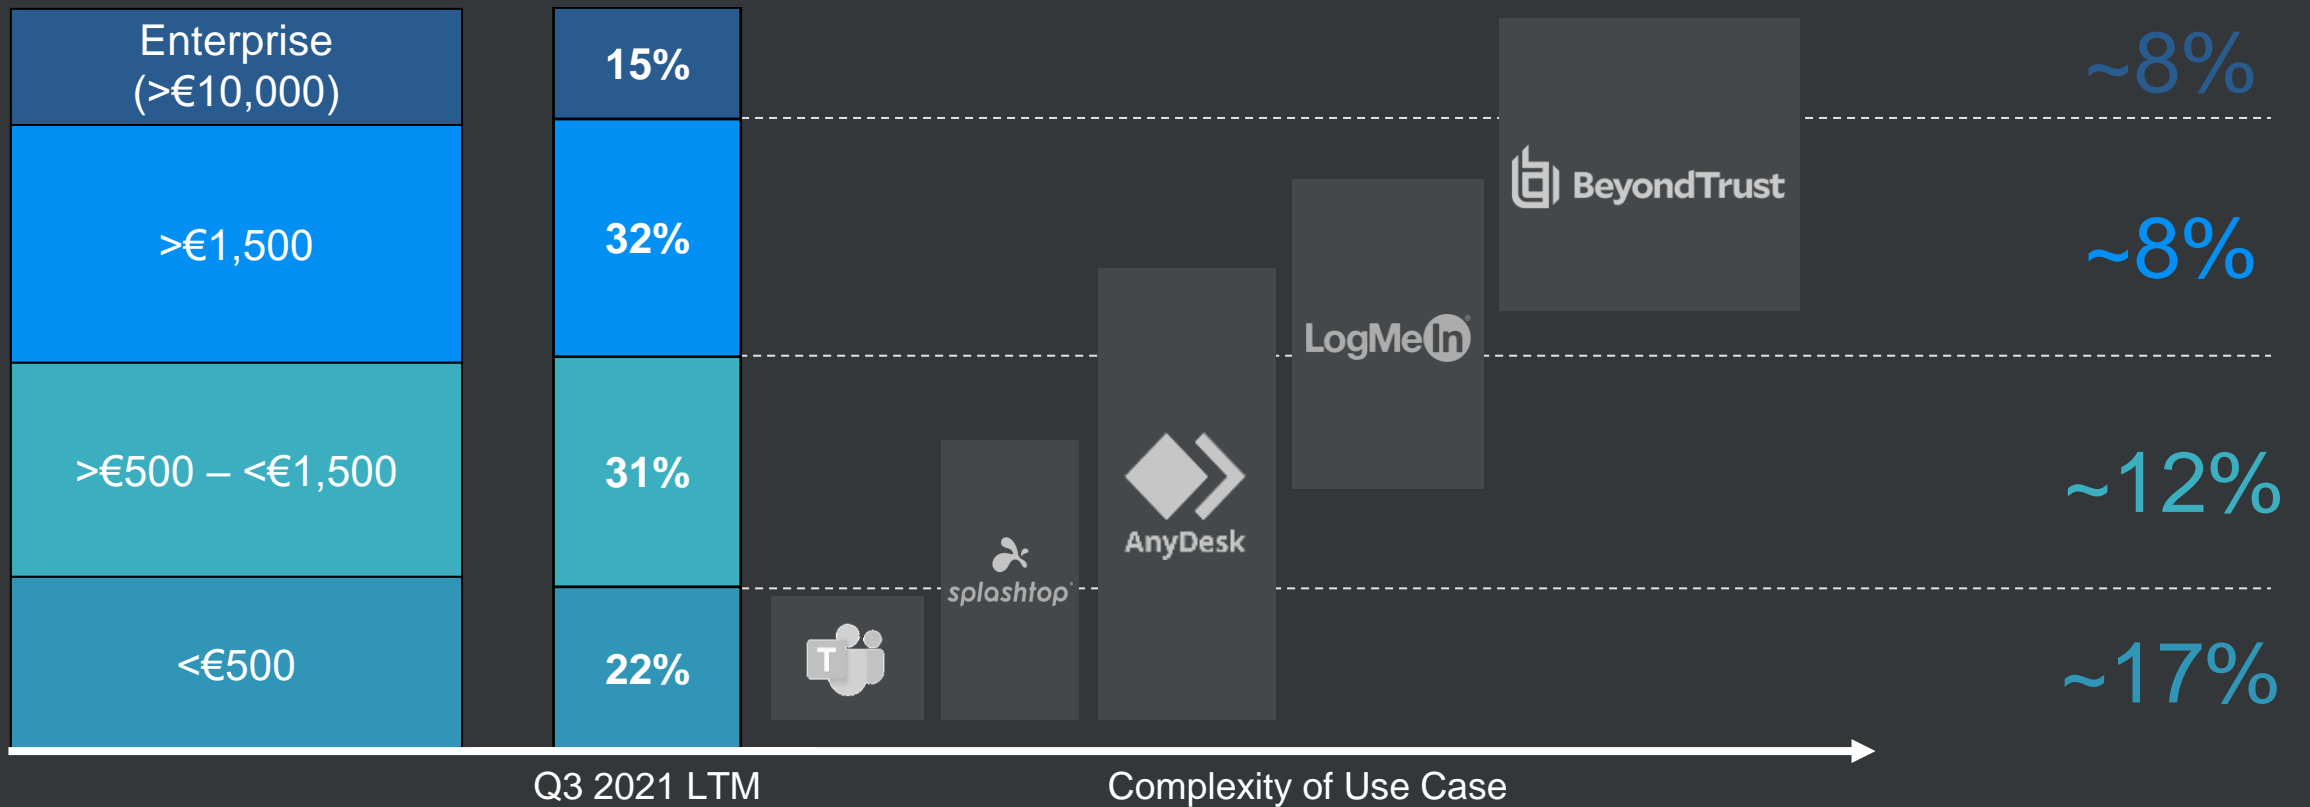 Enterprise
(>€10,000)
15%
~8%
BeyondTrust
>€1,500
32%
~8%
LogMeIn
>€500 – <€1,500
31%
AnyDesk
~12%
splashtop
<€500
22%
T
~17%
Q3 2021 LTM
Complexity of Use Case